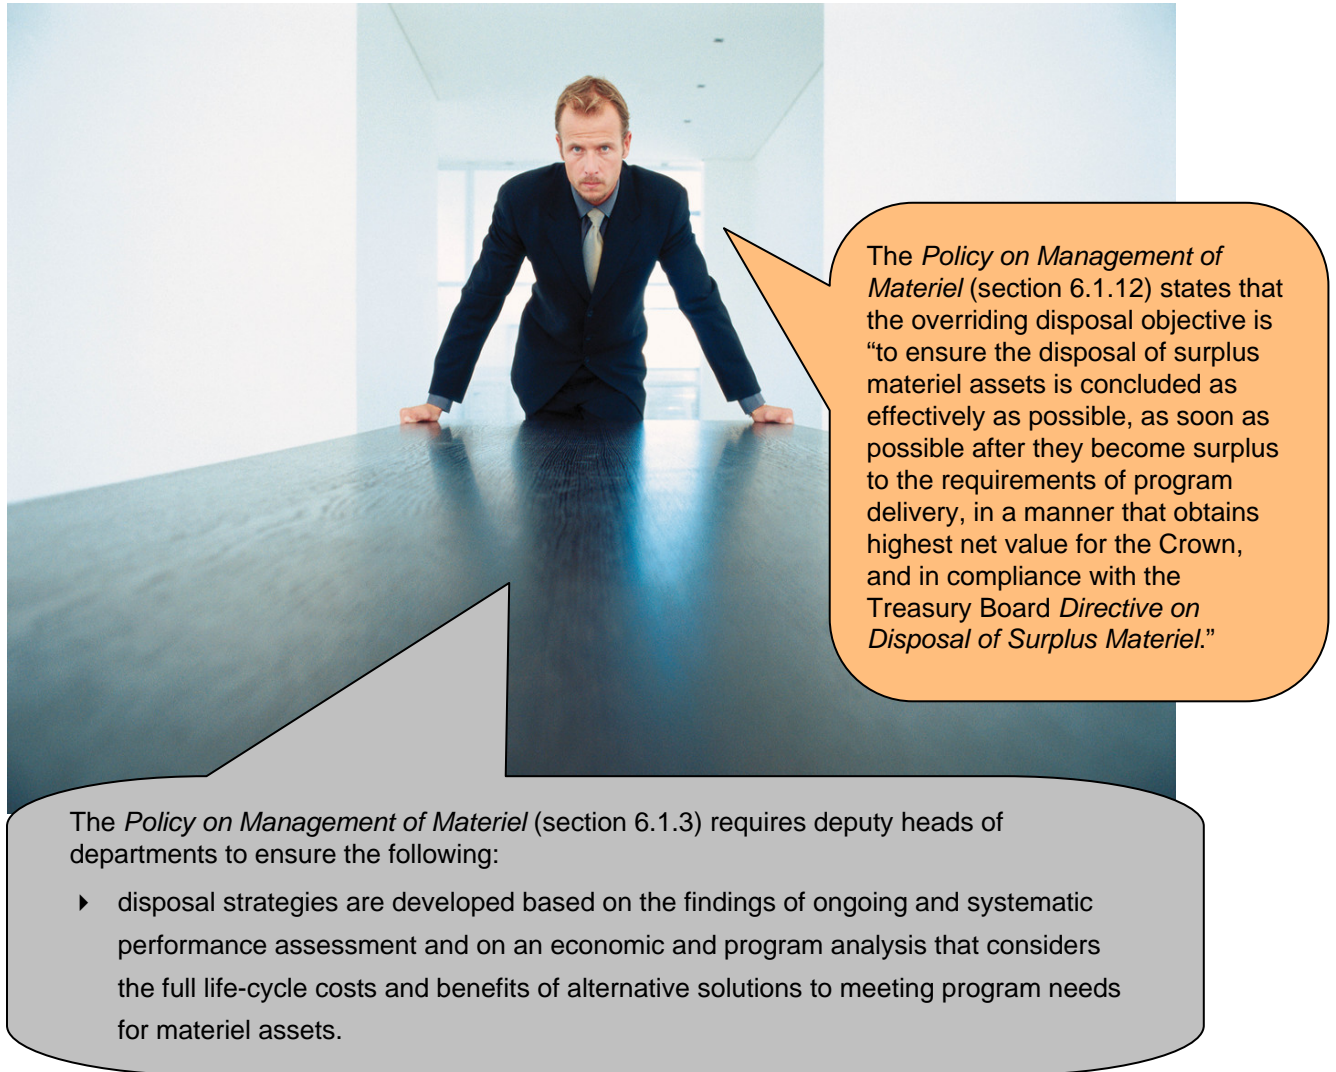 The Policy on Management of
Materiel (section 6.1.12) states that
the overriding disposal objective is
“to ensure the disposal of surplus
materiel assets is concluded as
effectively as possible, as soon as
possible after they become surplus
to the requirements of program
delivery, in a manner that obtains
highest net value for the Crown,
and in compliance with the
Treasury Board Directive on
Disposal of Surplus Materiel.”
The Policy on Management of Materiel (section 6.1.3) requires deputy heads of
departments to ensure the following:
disposal strategies are developed based on the findings of ongoing and systematic
performance assessment and on an economic and program analysis that considers
the full life-cycle costs and benefits of alternative solutions to meeting program needs
for materiel assets.